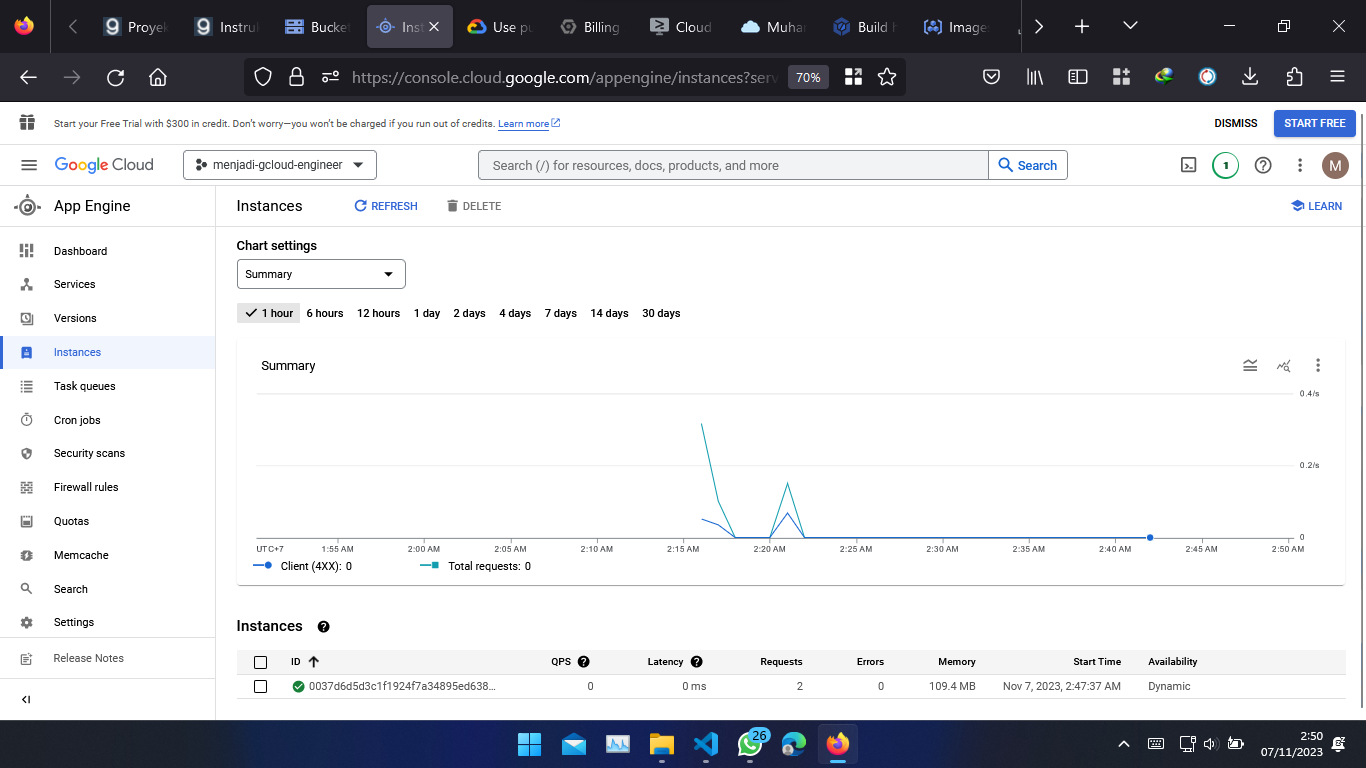 Proyek
Instruk
Bucket
Inst
Use pu
Billing
Cloud
Muhar
Build h
Image
https://console.cloud.google.com/appengine/instances?serv
70%
Start your Free Trial with $300 in credit. Don't worry—you won't be charged if you run out of credits. Learn more
DISMISS
START FREE
Google Cloud
menjadi-gcloud-engineer
Search (/) for resources, docs, products, and more
Search
1
M
App Engine
Instances
REFRESH
DELETE
LEARN
Dashboard
Services
Versions
Instances
Task queues
Cron jobs
Security scans
Firewall rules
Quotas
Memcache
Search
Settings
Release Notes
Chart settings
Summary
1 hour 6 hours 12 hours 1 day 2 days 4 days 7 days 14 days 30 days
Summary
0.4/s
0.2/s
0
UTC+7 1:55 AM 2:00 AM 2:05 AM 2:10 AM 2:15 AM 2:20 AM 2:25 AM 2:30 AM 2:35 AM 2:40 AM 2:45 AM 2:50 AM
Client (4XX): 0 Total requests: 0
Instances
ID QPS Latency Requests Errors Memory Start Time Availability
0037d6d5d3c1f1924f7a34895ed638... 0 0 ms 2 0 109.4 MB Nov 7, 2023, 2:47:37 AM Dynamic
26
2:50
07/11/2023